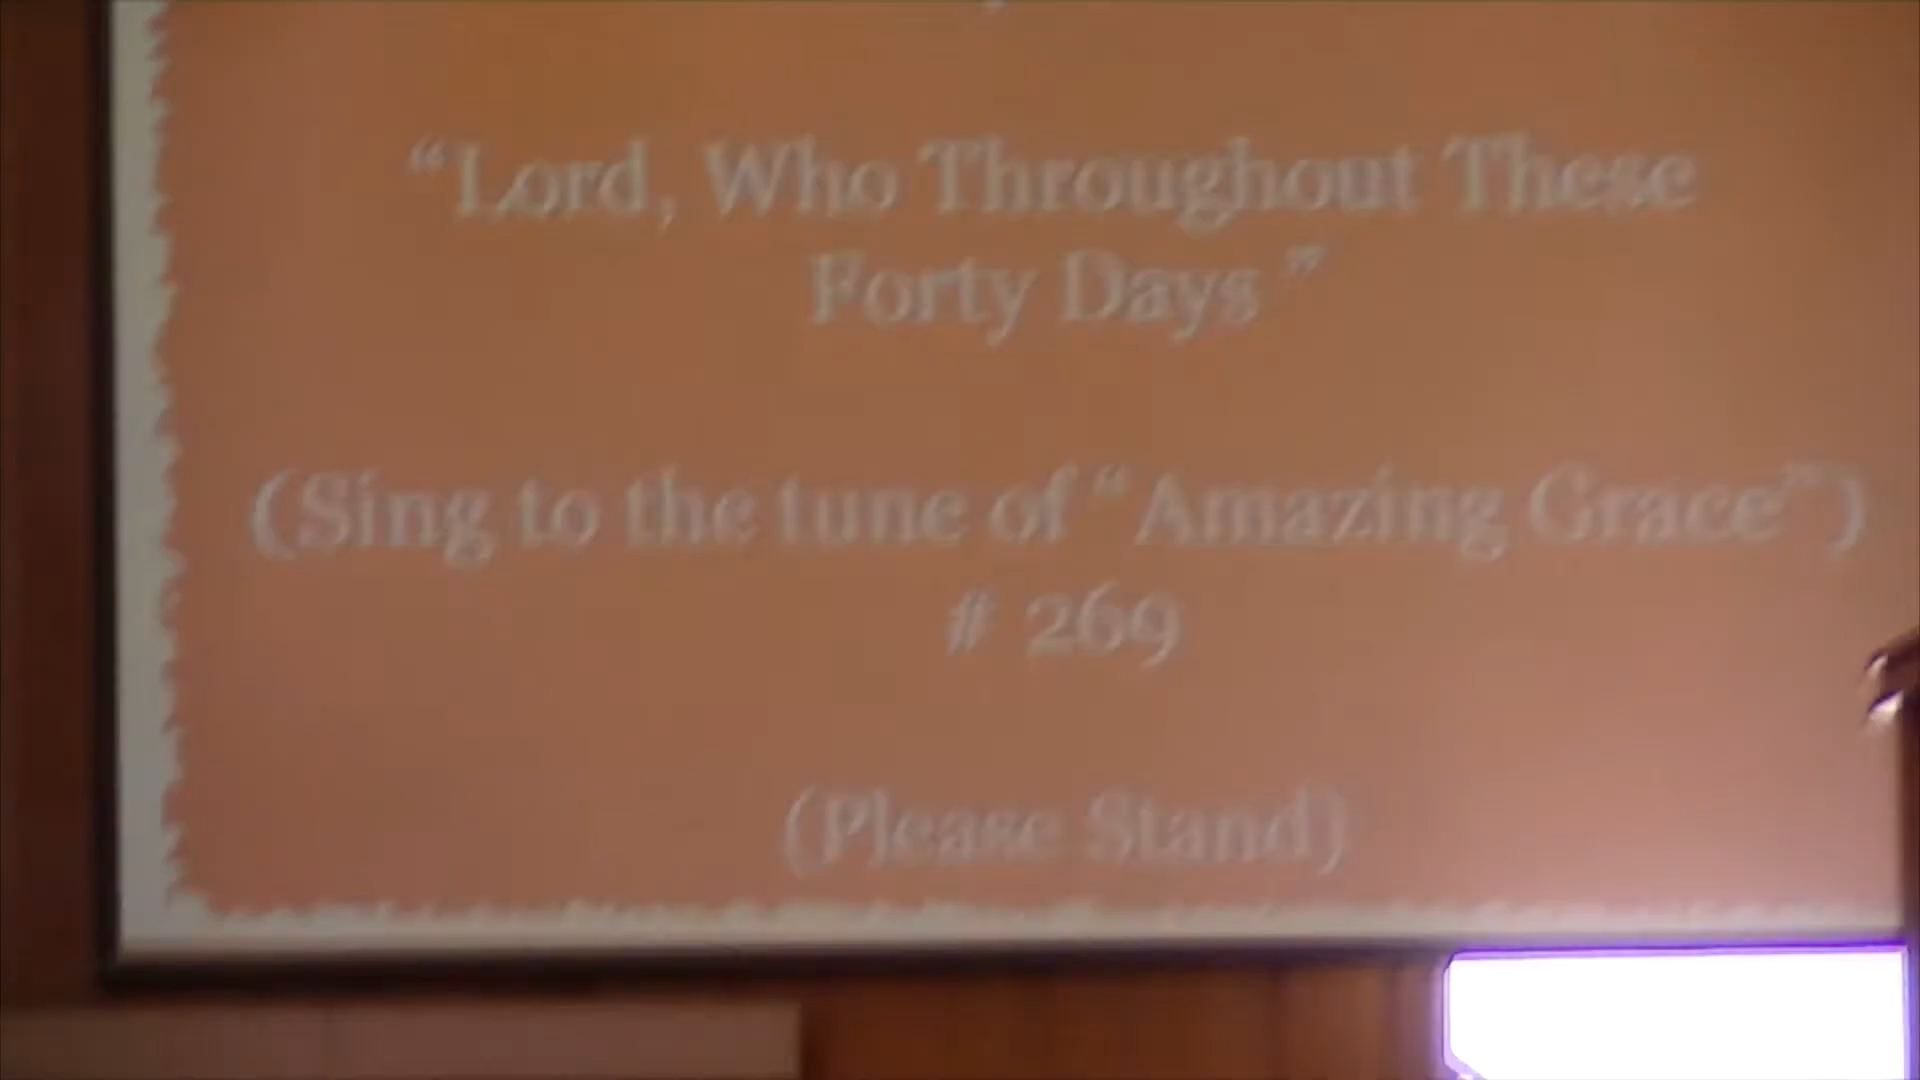 “Lord, Who Throughout These
Forty Days ”
(Sing to the tune of “Amazing Grace”)
# 269
(Please Stand)